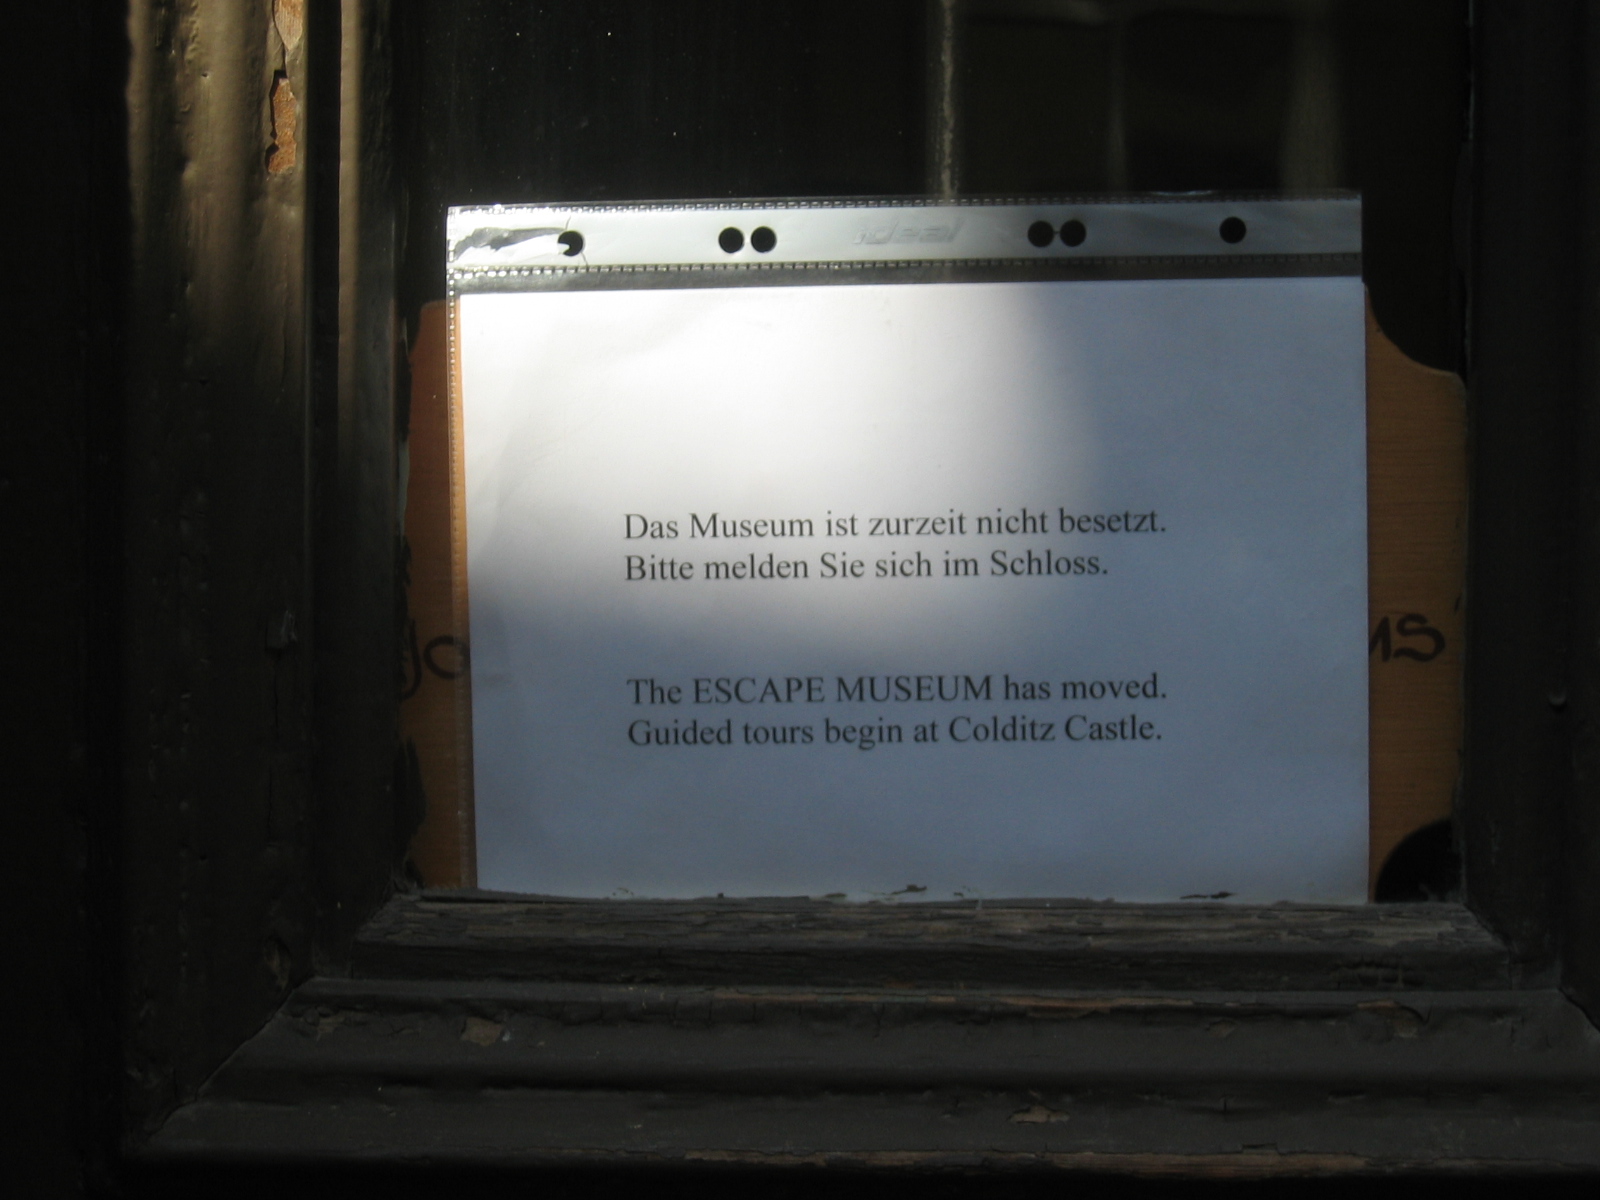 ideal
Das Museum ist zurzeit nicht besetzt.
Bitte melden Sie sich im Schloss.
The ESCAPE MUSEUM has moved.
Guided tours begin at Colditz Castle.